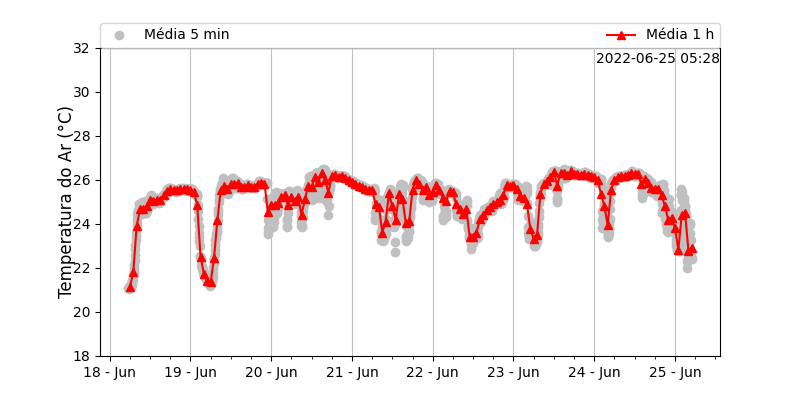 Média 5 min
Média 1 h
2022-06-25 05:28
Temperatura do Ar (°C)
32
30
28
26
24
22
20
18
18 - Jun
19 - Jun
20 - Jun
21 - Jun
22 - Jun
23 - Jun
24 - Jun
25 - Jun